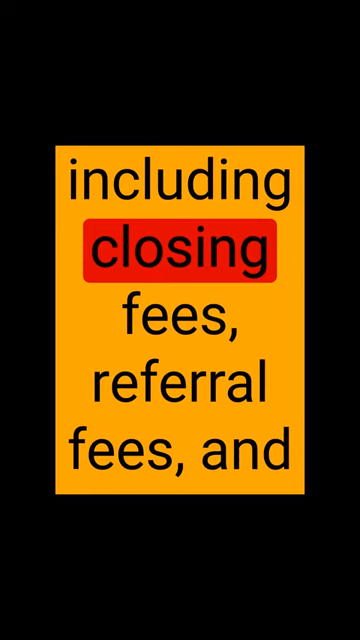 including
closing
fees,
referral
fees, and